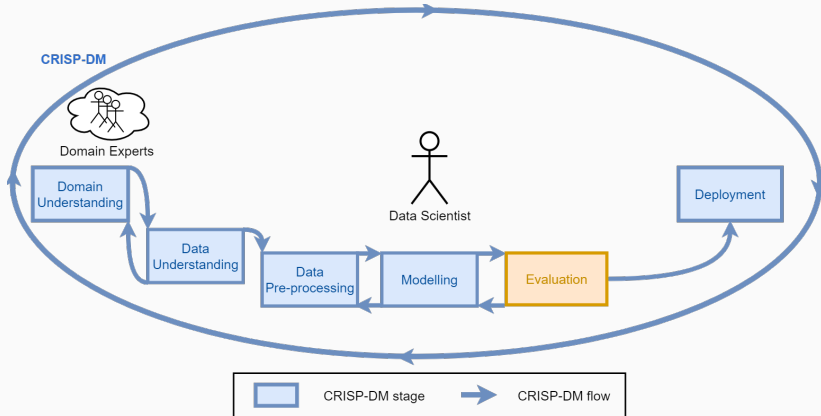 CRISP-DM
Domain Experts
Domain
Understanding
Data Scientist
Deployment
Data
Understanding
Data
Pre-processing
Modelling
Evaluation
CRISP-DM stage
CRISP-DM flow